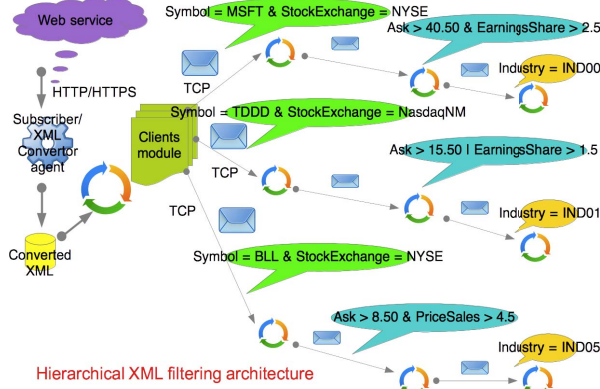 Symbol = MSFT & StockExchange = NYSE
Web service
Ask > 40.50 & EarningsShare > 2.5
Industry = IND00
HTTP/HTTPS
TCP
Subscriber/
XML
Convertor
agent
Clients
module
Symbol = TDDD & StockExchange = NasdaqNM
Ask > 15.50 | EarningsShare > 1.5
TCP
Industry = IND01
TCP
Converted
XML
Symbol = BLL & StockExchange = NYSE
Ask > 8.50 & PriceSales > 4.5
Industry = IND05
Hierarchical XML filtering architecture